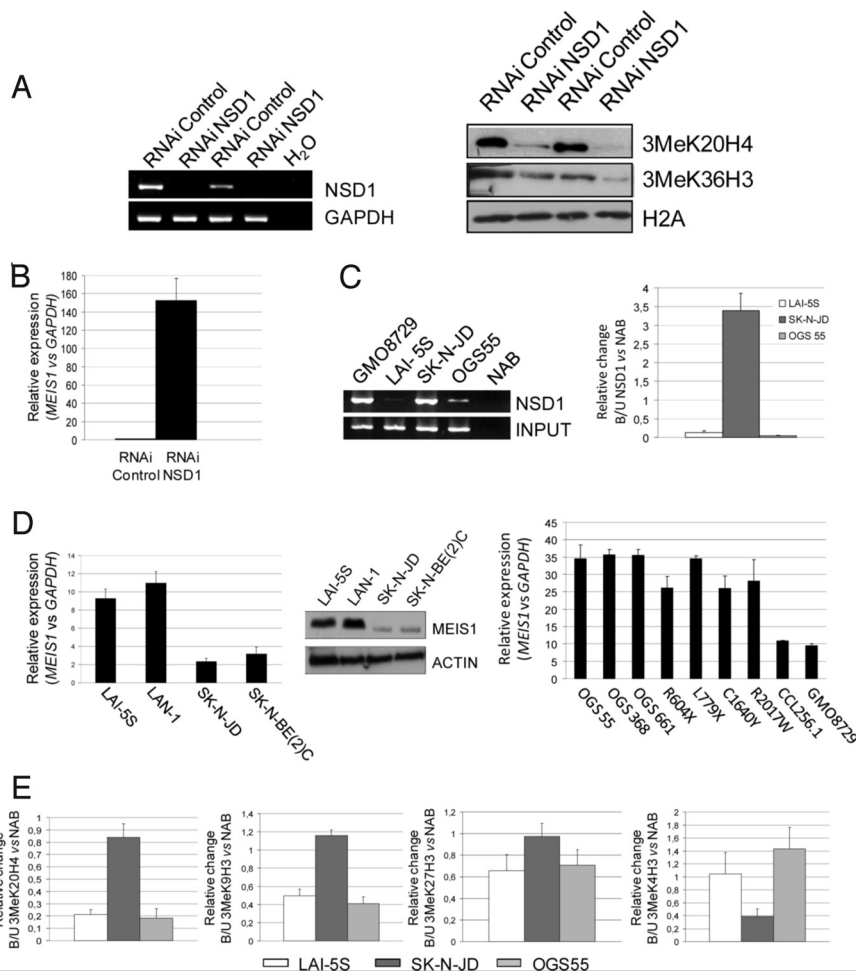 A
RNAi Control
RNAi NSD1
RNAi Control
RNAi NSD1
H2O
NSD1
GAPDH
RNAi Control
RNAi NSD1
RNAi Control
RNAi NSD1
3MeK20H4
3MeK36H3
H2A
B
Relative expression
(MEIS1 vs GAPDH)
180
160
140
120
100
80
60
40
20
0
RNAi
Control
RNAi
NSD1
C
GMO8729
LAI-5S
SK-N-JD
OGS55
NAB
NSD1
INPUT
Relative change
B/U NSD1 vs NAB
4
3,5
3
2,5
2
1,5
1
0,5
0
LAI-5S
SK-N-JD
OGS 55
D
Relative expression
(MEIS1 vs GAPDH)
14
12
10
8
6
4
2
0
LAI-5S
LAN-1
SK-N-JD
SK-N-BE(2)C
LAI-5S
LAN-1
SK-N-JD
SK-N-BE(2)C
MEIS1
ACTIN
Relative expression
(MEIS1 vs GAPDH)
45
40
35
30
25
20
15
10
5
0
OGS 55
OGS 368
OGS 661
R604X
L779X
C1640Y
R2017W
CCL256.1
GMO8729
E
Relative change
B/U 3MeK20H4 vs NAB
1
0,9
0,8
0,7
0,6
0,5
0,4
0,3
0,2
0,1
0
Relative change
B/U 3MeK9H3 vs NAB
1,4
1,2
1
0,8
0,6
0,4
0,2
0
Relative change
B/U 3MeK27H3 vs NAB
1,2
1
0,8
0,6
0,4
0,2
0
Relative change
B/U 3MeK4H3 vs NAB
2
1,8
1,6
1,4
1,2
1
0,8
0,6
0,4
0,2
0
LAI-5S
SK-N-JD
OGS55